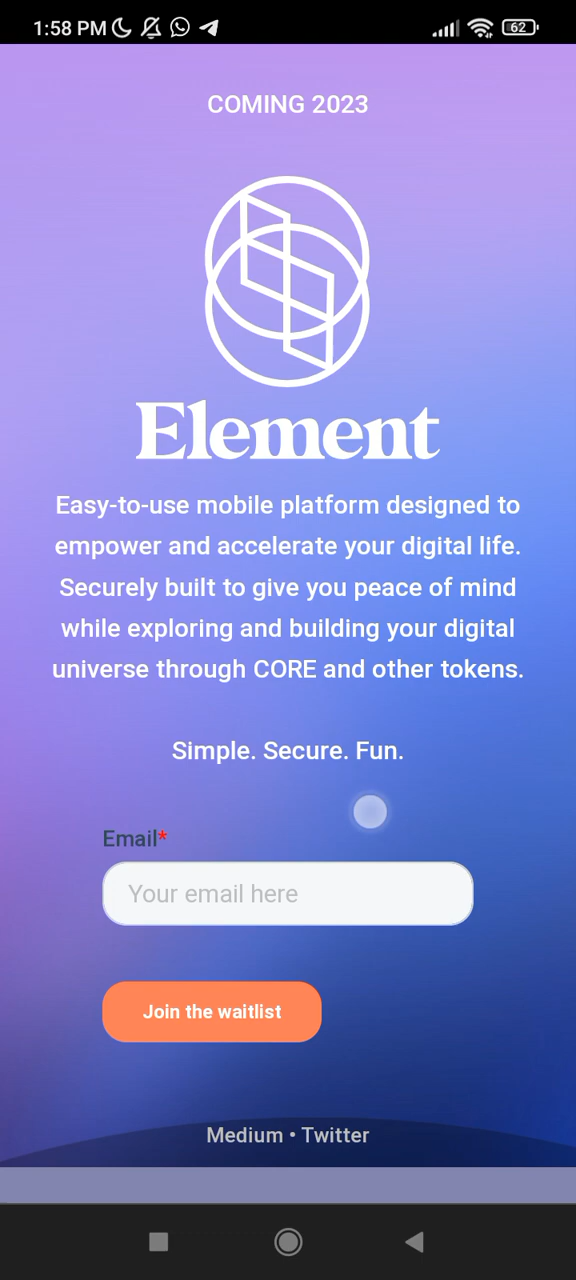 1:58 PM
62
COMING 2023
Element
Easy-to-use mobile platform designed to
empower and accelerate your digital life.
Securely built to give you peace of mind
while exploring and building your digital
universe through CORE and other tokens.
Simple. Secure. Fun.
Email*
Your email here
Join the waitlist
Medium • Twitter